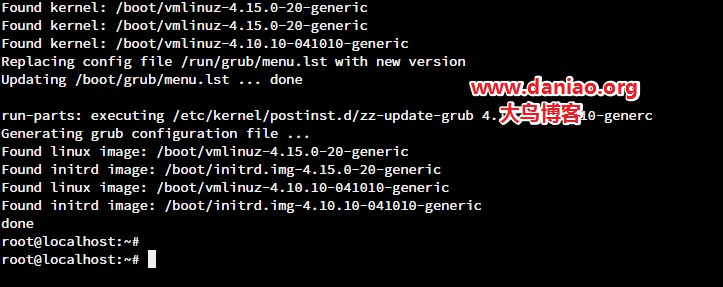 Found kernel: /boot/vmlinuz-4.15.0-20-generic
Found kernel: /boot/vmlinuz-4.15.0-20-generic
Found kernel: /boot/vmlinuz-4.10.10-041010-generic
Replacing config file /run/grub/menu.lst with new version
Updating /boot/grub/menu.lst ... done
www.daniao.org
大鸟博客
run-parts: executing /etc/kernel/postinst.d/zz-update-grub 4.
Generating grub configuration file ...
Found linux image: /boot/vmlinuz-4.15.0-20-generic
Found initrd image: /boot/initrd.img-4.15.0-20-generic
Found linux image: /boot/vmlinuz-4.10.10-041010-generic
Found initrd image: /boot/initrd.img-4.10.10-041010-generic
done
root@localhost:~#
root@localhost:~#